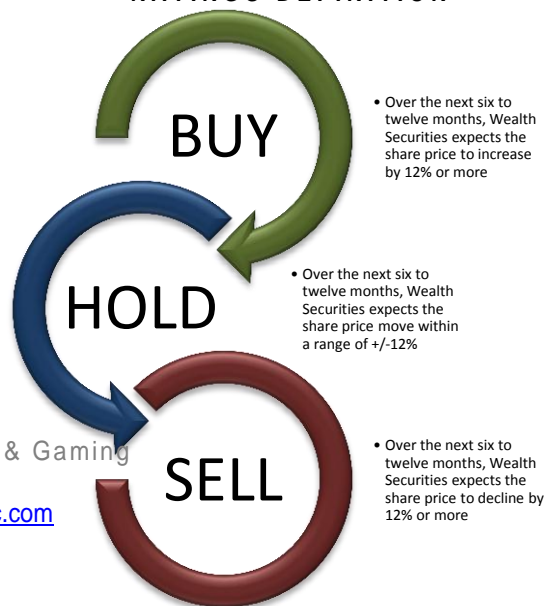 BUY
• Over the next six to
twelve months, Wealth
Securities expects the
share price to increase
by 12% or more
HOLD
• Over the next six to
twelve months, Wealth
Securities expects the
share price move within
a range of +/-12%
& Gaming
SELL
c.com
• Over the next six to
twelve months, Wealth
Securities expects the
share price to decline by
12% or more